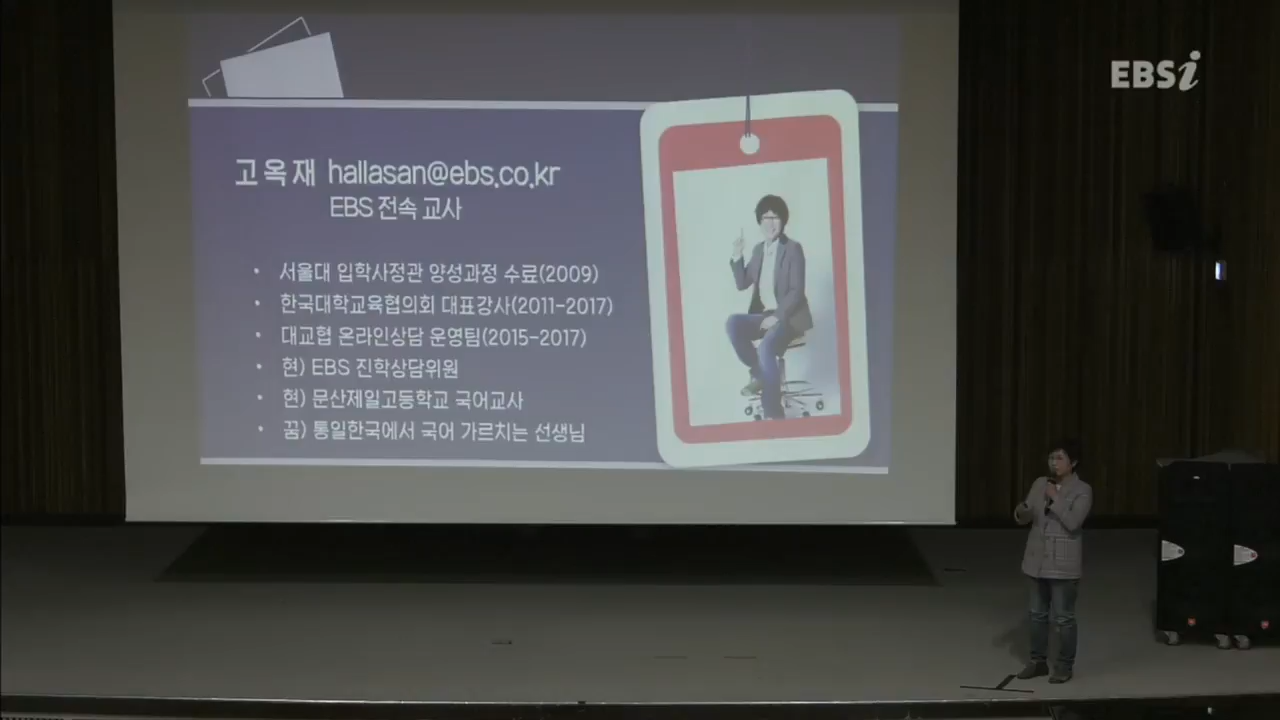 EBSi
고옥재 hallasan@ebs.co.kr
EBS 전속 교사
• 서울대 입학사정관 양성과정 수료(2009)
• 한국대학교육협의회 대표강사(2011-2017)
• 대교협 온라인상담 운영팀(2015-2017)
• 현) EBS 진학상담위원
• 현) 문산제일고등학교 국어교사
• 꿈) 통일한국에서 국어 가르치는 선생님